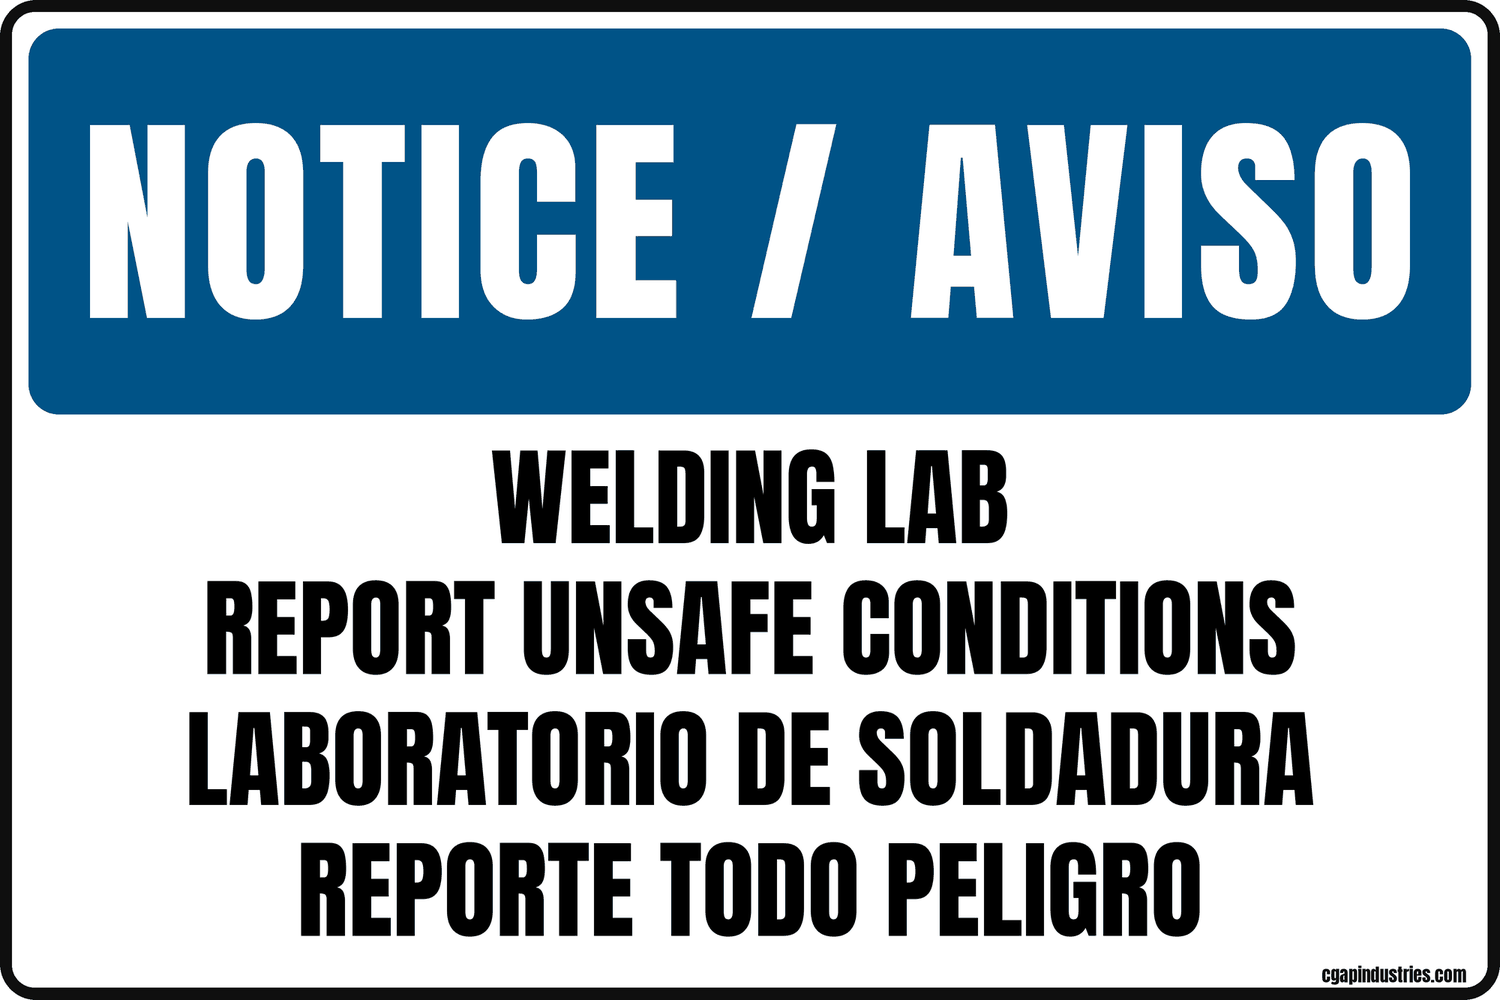 NOTICE / AVISO
WELDING LAB
REPORT UNSAFE CONDITIONS
LABORATORIO DE SOLDADURA
REPORTE TODO PELIGRO
cgapindustries.com